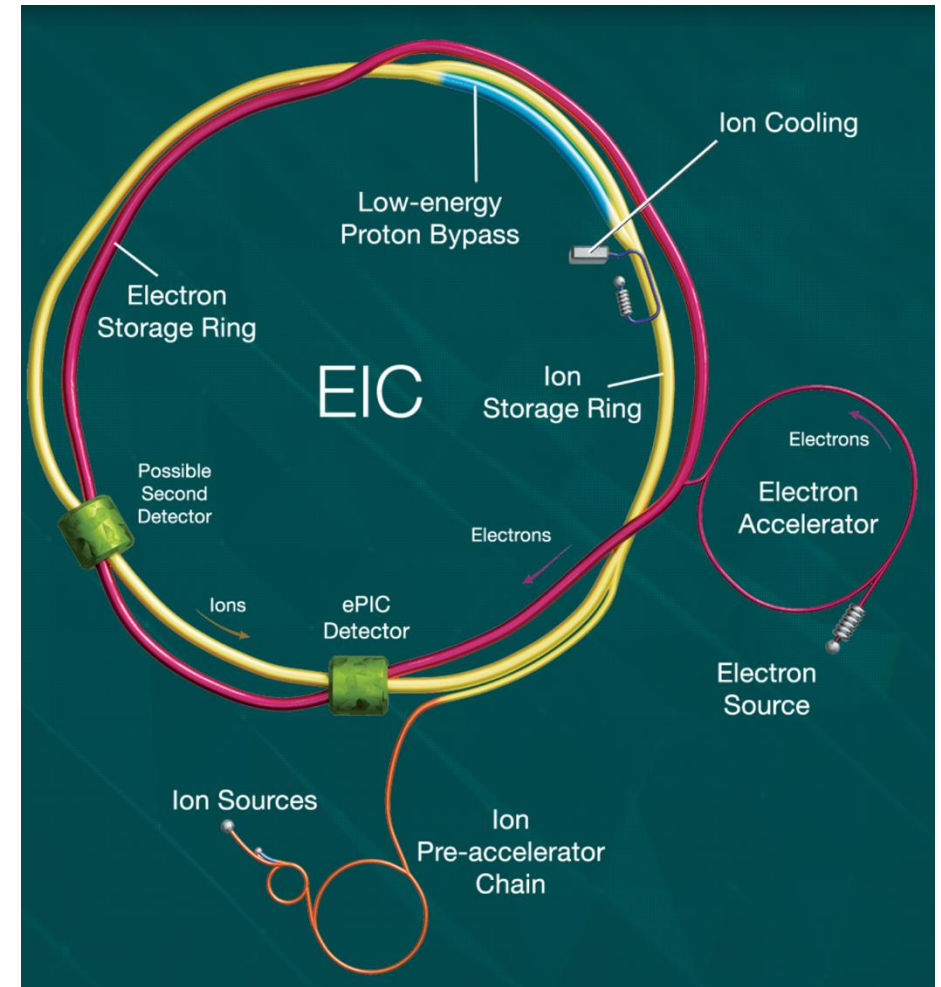 Ion Cooling
Low-energy
Proton Bypass
Electron
Storage Ring
EIC
Ion
Storage Ring
Electrons
Electron
Accelerator
Possible
Second
Detector
Electrons
Ions
ePIC
Detector
Electron
Source
Ion Sources
Ion
Pre-accelerator
Chain